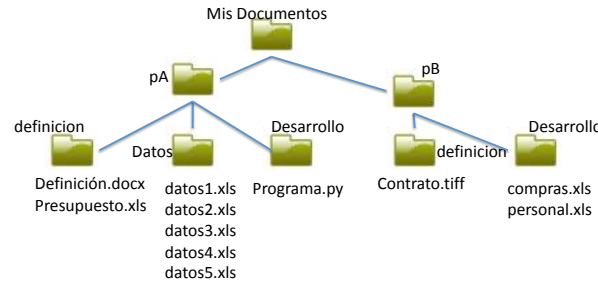 Mis Documentos
pA
pB
definicion
Datos
Desarrollo
definicion
Desarrollo
Definición.docx
Presupuesto.xls
datos1.xls
datos2.xls
datos3.xls
datos4.xls
datos5.xls
Programa.py
Contrato.tiff
compras.xls
personal.xls